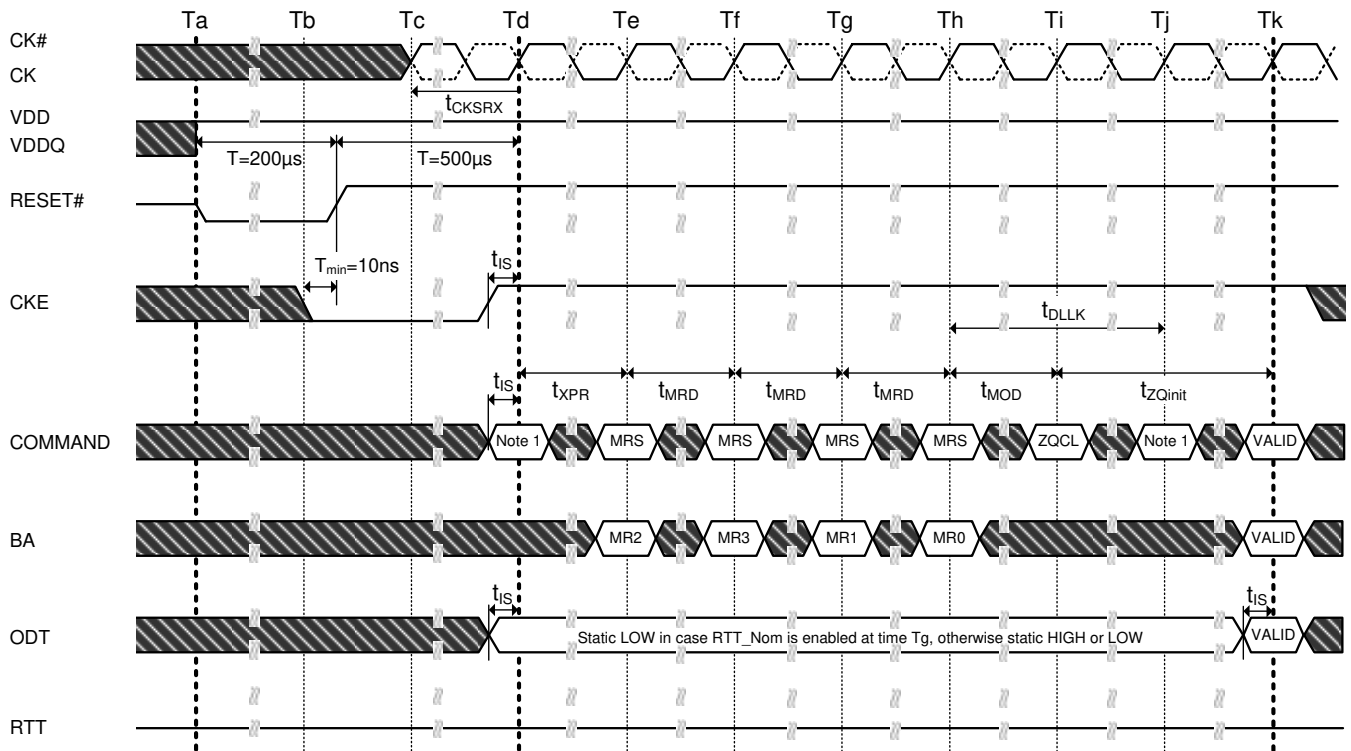 Ta Tb Tc Td Te Tf Tg Th Ti Tj Tk
CK#
CK
tCKSRX
VDD
VDDQ
T=200µs T=500µs
RESET#
Tmin=10ns
tIS
CKE
tDLLK
tIS
tXPR tMRD tMRD tMRD tMOD tZQinit
COMMAND Note 1 MRS MRS MRS MRS ZQCL Note 1 VALID
BA MR2 MR3 MR1 MR0 VALID
tIS tIS
ODT Static LOW in case RTT_Nom is enabled at time Tg, otherwise static HIGH or LOW VALID
RTT